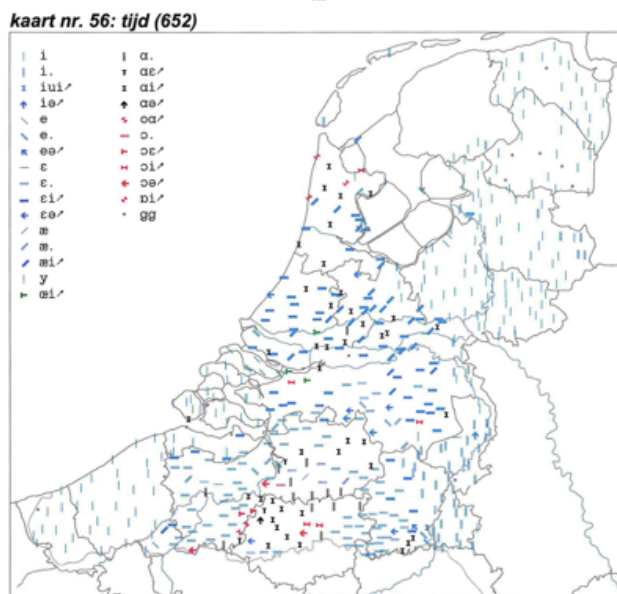 kaart nr. 56: tijd (652)
i
i.
iui↗
iə↗
e
e.
eə↗
ɛ
ɛ.
ɛi↗
ɛə↗
æ
æ.
æi↗
y
œi↗
ɑ.
ɑɛ↗
ɑi↗
ɑə↗
oɑ↗
ɔ.
ɔɛ↗
ɔi↗
ɔə↗
ɒi↗
gg